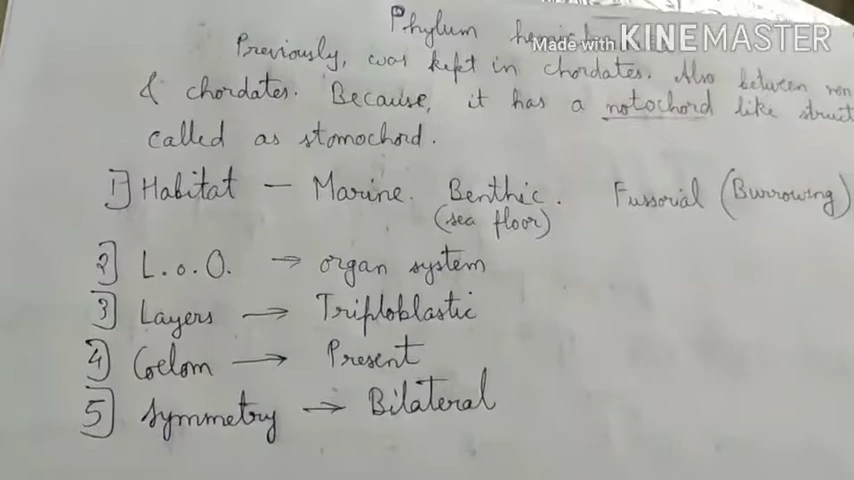 Phylum
Made with KINEMASTER
Previously, was kept in chordates. Also between non
& chordates. Because, it has a notochord like struct
called as stomochord.
1] Habitat — Marine. Benthic. Fussorial (Burrowing)
(sea floor)
2] L.o.O. → organ system
3] Layers → Triploblastic
4] Coelom → Present
5] Symmetry → Bilateral